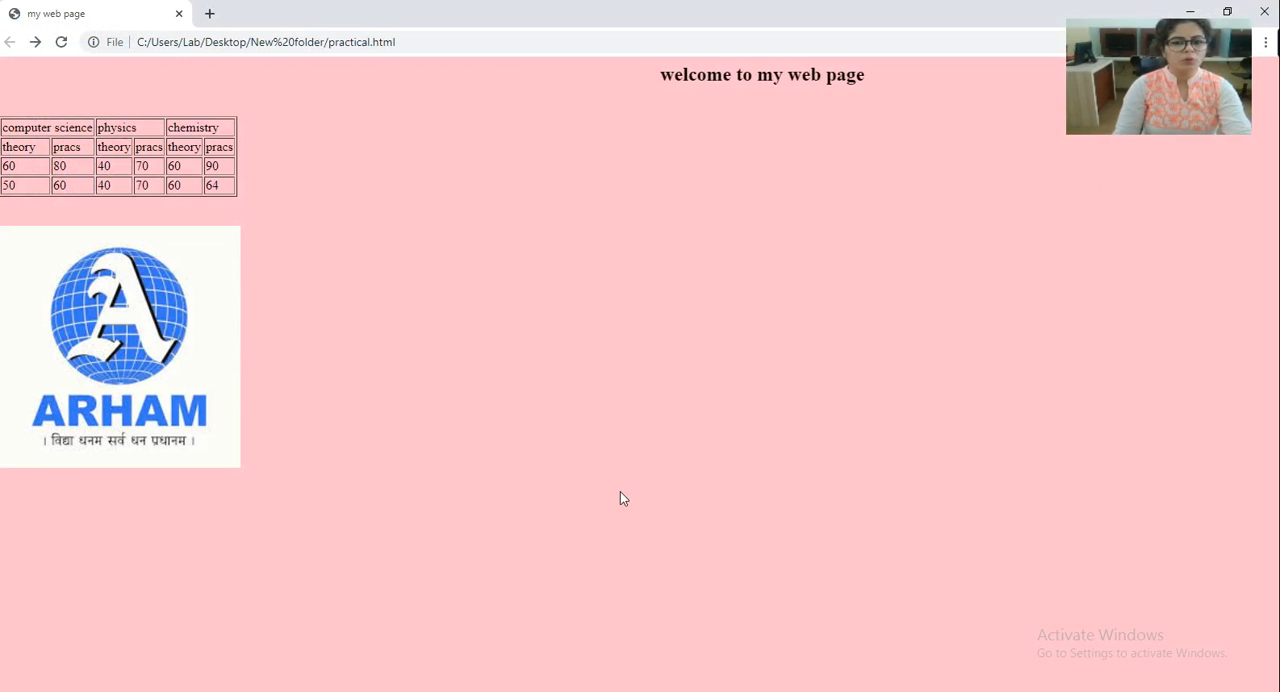 my web page
File
C:/Users/Lab/Desktop/New%20folder/practical.html
welcome to my web page
computer science physics chemistry
theory pracs theory pracs theory pracs
60 80 40 70 60 90
50 60 40 70 60 64
A
ARHAM
। विद्या धनम सर्व धन प्रधानम ।
Activate Windows
Go to Settings to activate Windows.